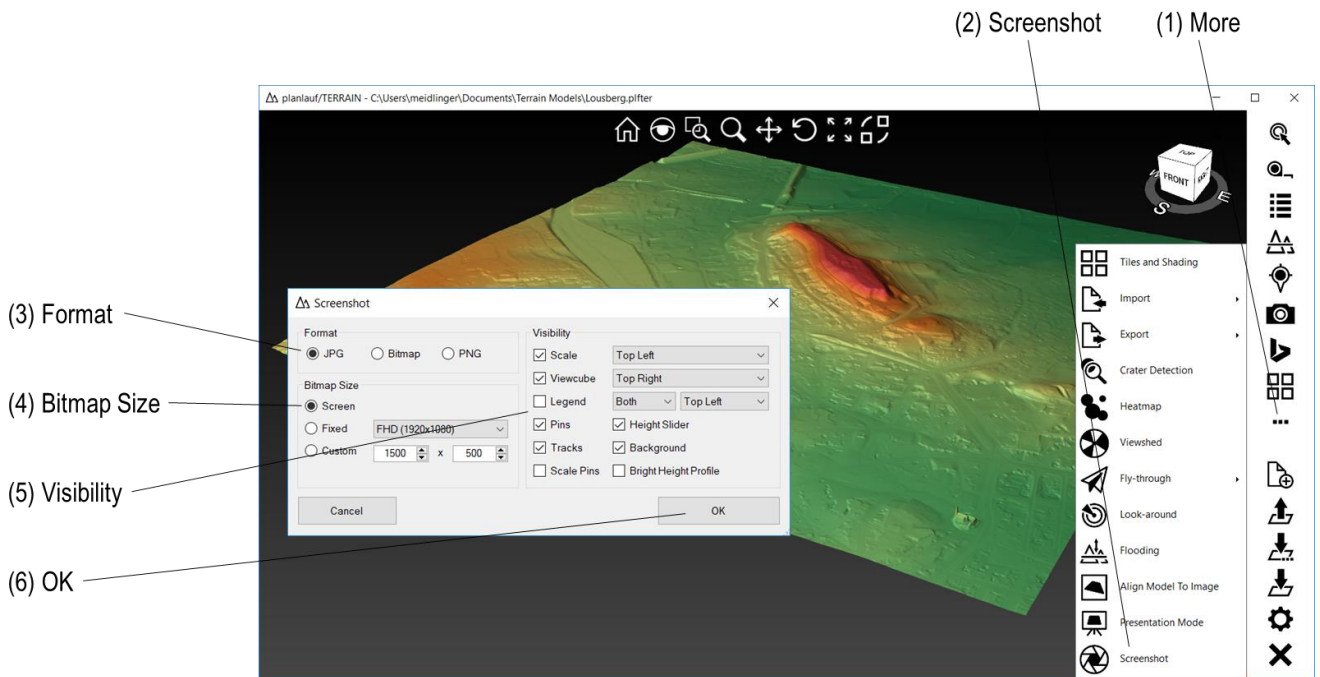 (2) Screenshot
(1) More
planlauf/TERRAIN - C:\Users\meidlinger\Documents\Terrain Models\Lousberg.plfter
TOP
FRONT
S
E
Tiles and Shading
Import
Export
Crater Detection
Heatmap
Viewshed
Fly-through
Look-around
Flooding
Align Model To Image
Presentation Mode
Screenshot
(3) Format
(4) Bitmap Size
(5) Visibility
(6) OK
Screenshot
Format
JPG Bitmap PNG
Bitmap Size
Screen
Fixed FHD (1920x1080)
Custom 1500 x 500
Visibility
Scale Top Left
Viewcube Top Right
Legend Both Top Left
Pins Height Slider
Tracks Background
Scale Pins Bright Height Profile
Cancel OK